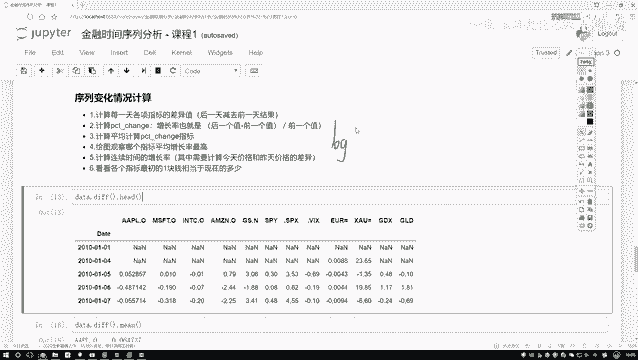 金融时间序列分析 - 课程1
jupyter 金融时间序列分析 - 课程1 (autosaved)
Logout
File Edit View Insert Cell Kernel Widgets Help
Trusted
Code
序列变化情况计算
• 1.计算每一天各项指标的差异值（后一天减去前一天结果）
• 2.计算pct_change：增长率也就是 （后一个值-前一个值） / 前一个值）
• 3.计算平均计算pct_change指标
• 4.绘图观察哪个指标平均增长率最高
• 5.计算连续时间的增长率（其中需要计算今天价格和昨天价格的差异）
• 6.看看各个指标最初的1块钱相当于现在的多少
bg
In [13]: data.diff().head()
Out[13]:
AAPL.O MSFT.O INTC.O AMZN.O GS.N SPY .SPX .VIX EUR= XAU= GDX GLD
Date
2010-01-01 NaN NaN NaN NaN NaN NaN NaN NaN NaN NaN NaN NaN
2010-01-04 NaN NaN NaN NaN NaN NaN NaN NaN 0.0088 23.65 NaN NaN
2010-01-05 0.052857 0.010 -0.01 0.79 3.06 0.30 3.53 -0.69 -0.0043 -1.35 0.46 -0.10
2010-01-06 -0.487142 -0.190 -0.07 -2.44 -1.88 0.08 0.62 -0.19 0.0044 19.85 1.17 1.81
2010-01-07 -0.055714 -0.318 -0.20 -2.25 3.41 0.48 4.55 -0.10 -0.0094 -6.60 -0.24 -0.69
data.diff().mean()